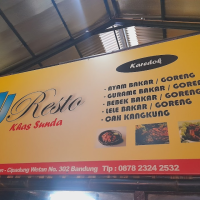 Karedok
Resto
Khas Sunda
- AYAM BAKAR / GORENG
- GURAME BAKAR / GORENG
- BEBEK BAKAR / GORENG
- LELE BAKAR / GORENG
- CAH KANGKUNG
Cipadung Wetan No. 202 Bandung
Tlp : 0878 2324 2532